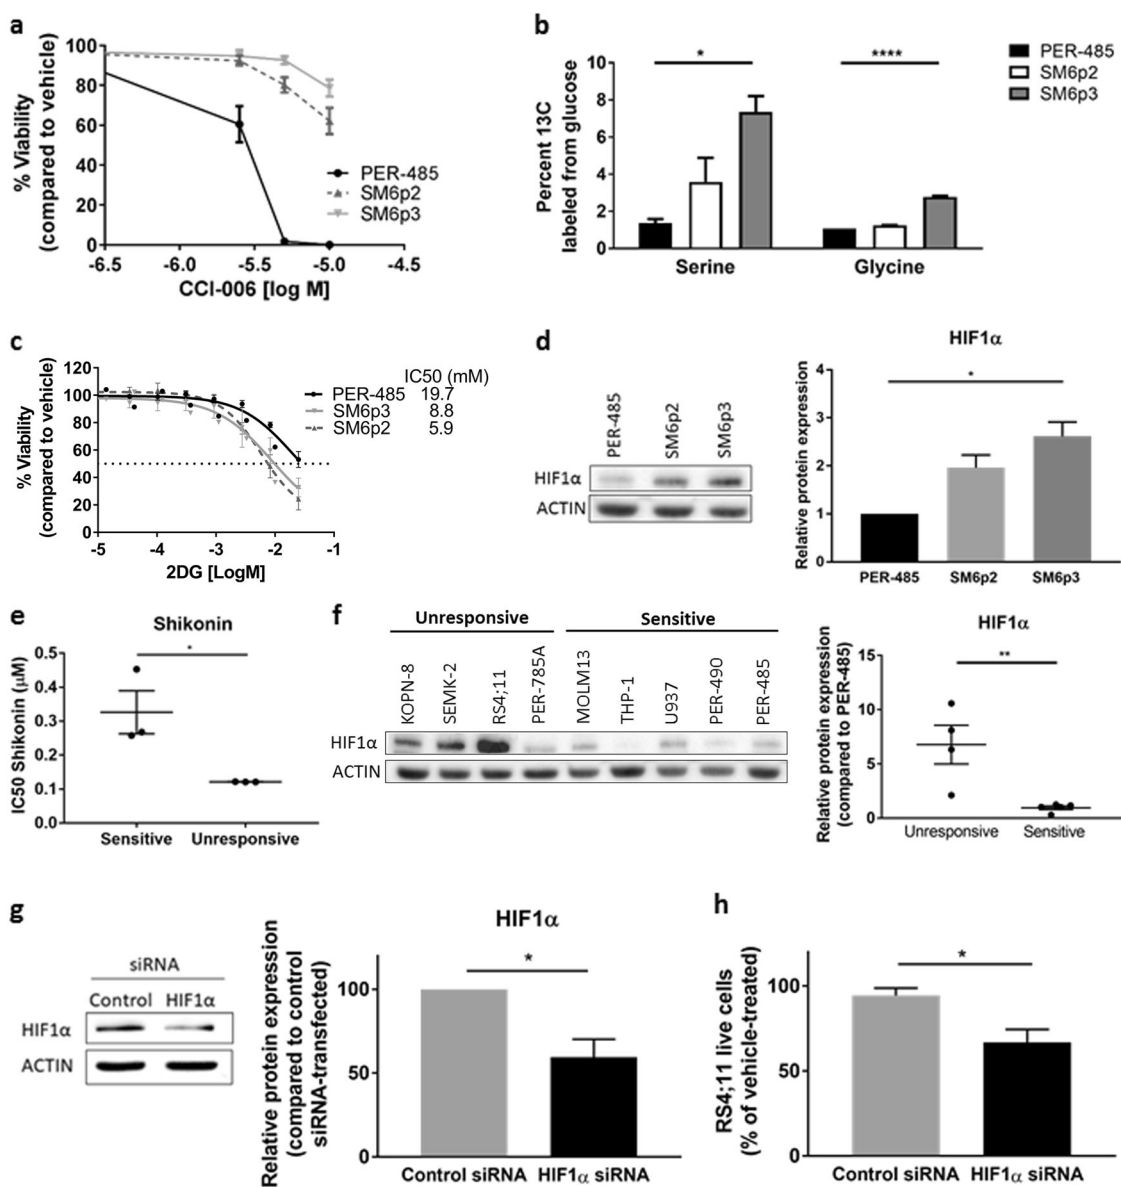 a
% Viability
(compared to vehicle)
100
80
60
40
20
0
-6.5
-6.0
-5.5
-5.0
-4.5
CCI-006 [log M]
PER-485
SM6p2
SM6p3
b
Percent 13C
labeled from glucose
10
8
6
4
2
0
*
****
Serine
Glycine
PER-485
SM6p2
SM6p3
c
% Viability
(compared to vehicle)
120
100
80
60
40
20
0
-5
-4
-3
-2
-1
2DG [LogM]
IC50 (mM)
PER-485 19.7
SM6p3 8.8
SM6p2 5.9
d
PER-485
SM6p2
SM6p3
HIF1α
ACTIN
HIF1α
Relative protein expression
4
3
2
1
0
*
PER-485
SM6p2
SM6p3
e
Shikonin
IC50 Shikonin (μM)
0.5
0.4
0.3
0.2
0.1
0.0
*
Sensitive
Unresponsive
f
Unresponsive
Sensitive
KOPN-8
SEMK-2
RS4;11
PER-785A
MOLM13
THP-1
U937
PER-490
PER-485
HIF1α
ACTIN
HIF1α
Relative protein expression
(compared to PER-485)
15
10
5
0
**
Unresponsive
Sensitive
g
siRNA
Control HIF1α
HIF1α
ACTIN
HIF1α
Relative protein expression
(compared to control
siRNA-transfected)
100
50
0
*
Control siRNA
HIF1α siRNA
h
RS4;11 live cells
(% of vehicle-treated)
100
50
0
*
Control siRNA
HIF1α siRNA